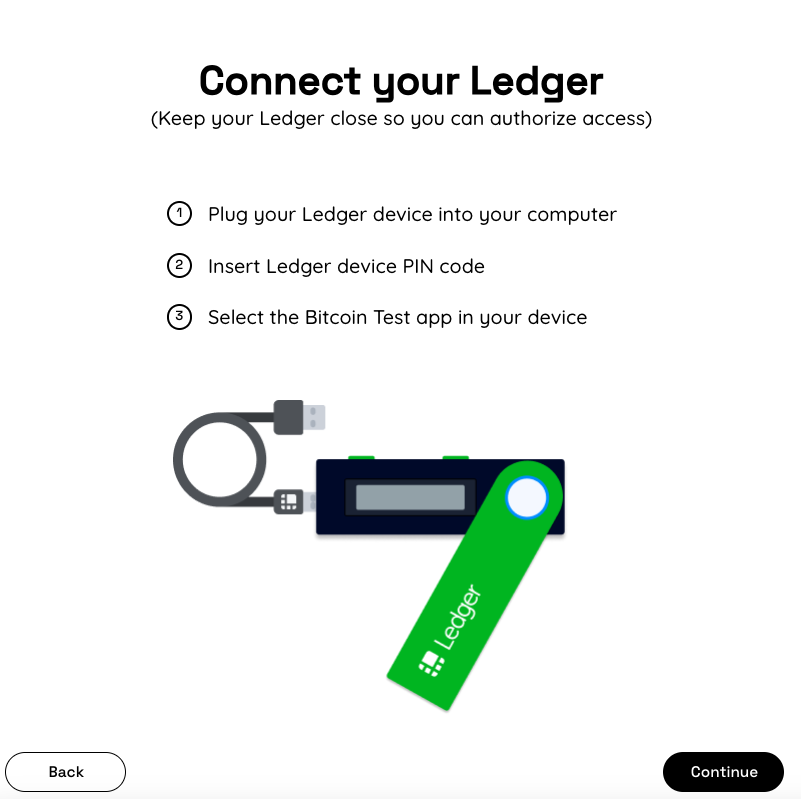 Connect your Ledger
(Keep your Ledger close so you can authorize access)
1 Plug your Ledger device into your computer
2 Insert Ledger device PIN code
3 Select the Bitcoin Test app in your device
Ledger
Back
Continue